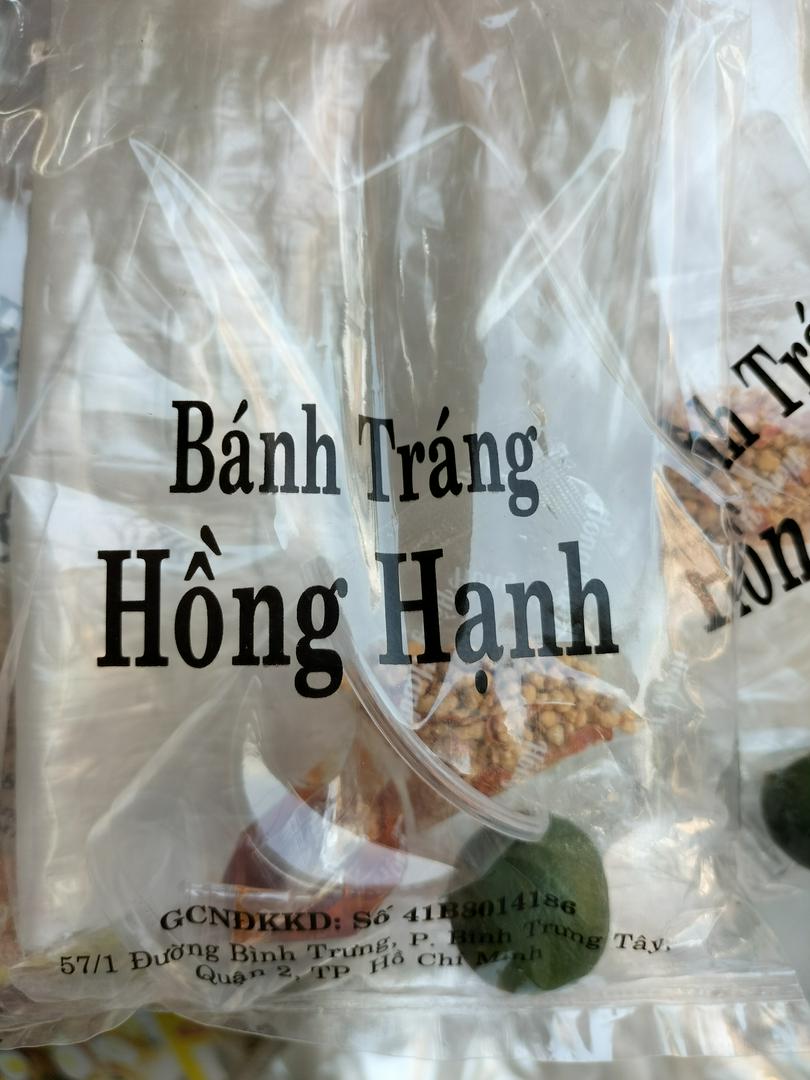 Bánh Tráng
Hồng Hạnh
GCNĐKKD: Số 41B8014186
57/1 Đường Bình Trưng, P. Bình Trưng Tây,
Quận 2, TP Hồ Chí Minh